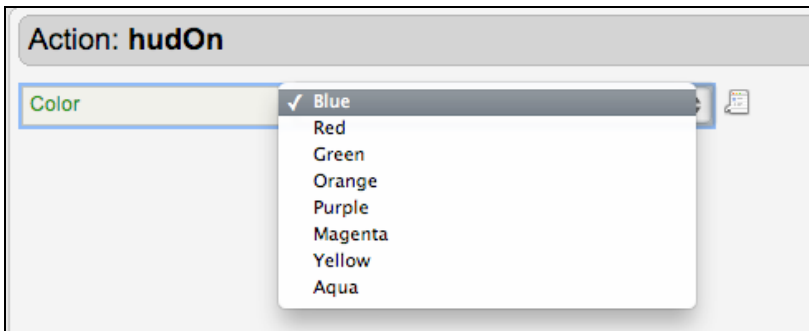 Action: hudOn
Color
✓ Blue
Red
Green
Orange
Purple
Magenta
Yellow
Aqua